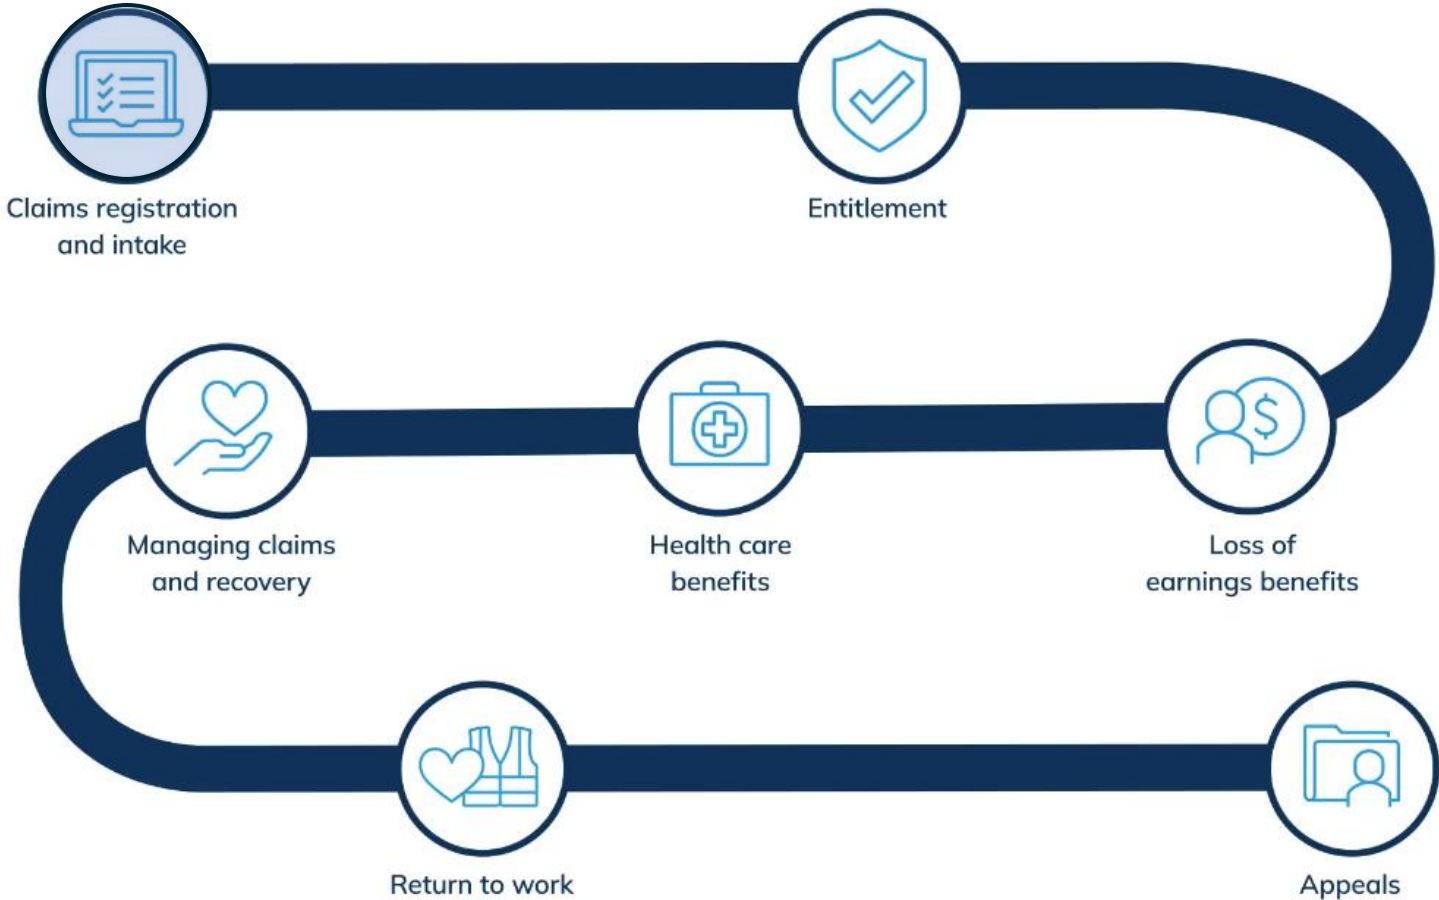 Claims registration
and intake
Entitlement
Managing claims
and recovery
Health care
benefits
$
Loss of
earnings benefits
Return to work
Appeals